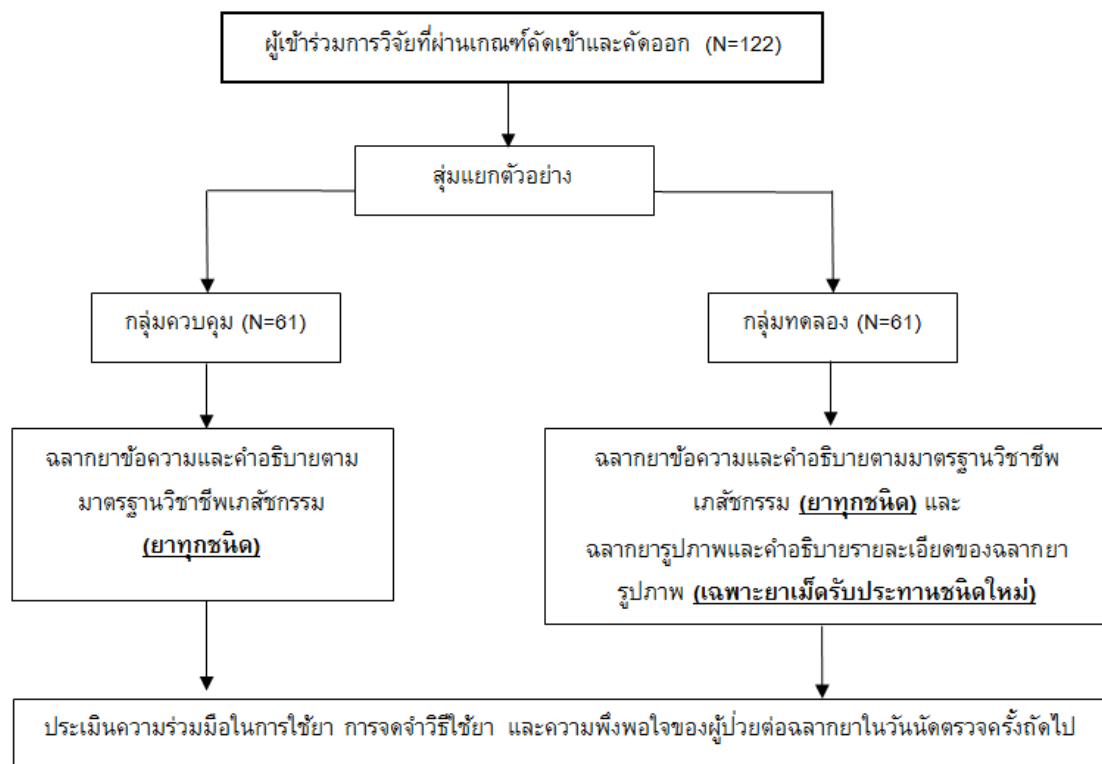 ผู้เข้าร่วมการวิจัยที่ผ่านเกณฑ์คัดเข้าและคัดออก (N=122)
สุ่มแยกตัวอย่าง
กลุ่มควบคุม (N=61)
กลุ่มทดลอง (N=61)
ฉลากยาข้อความและคำอธิบายตาม
มาตรฐานวิชาชีพเภสัชกรรม
(ยาทุกชนิด)
ฉลากยาข้อความและคำอธิบายตามมาตรฐานวิชาชีพ
เภสัชกรรม (ยาทุกชนิด) และ
ฉลากยารูปภาพและคำอธิบายรายละเอียดของฉลากยา
รูปภาพ (เฉพาะยาเม็ดรับประทานชนิดใหม่)
ประเมินความร่วมมือในการใช้ยา การจดจำวิธีใช้ยา และความพึงพอใจของผู้ป่วยต่อฉลากยาในวันนัดตรวจครั้งถัดไป